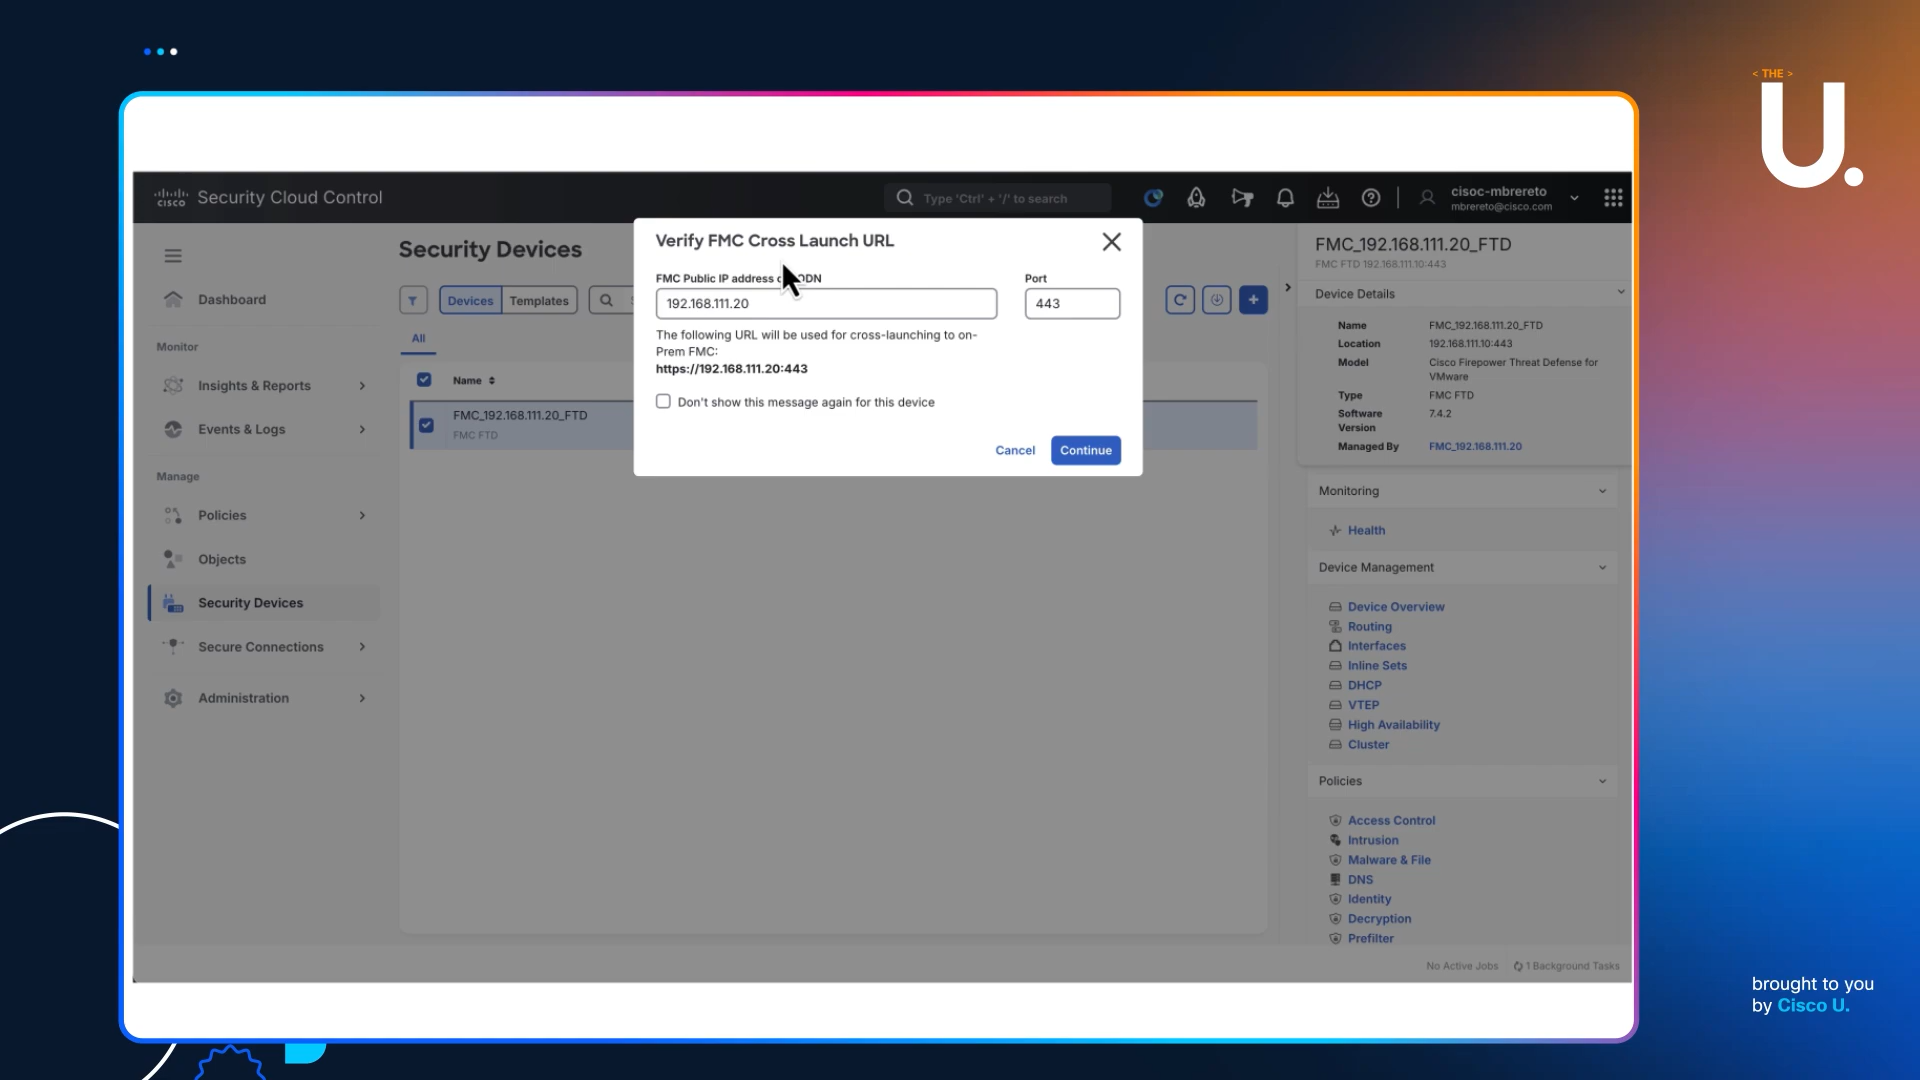 < THE >
U.
cisco Security Cloud Control
Type 'Ctrl' + '/' to search
cisoc-mbrereto
mbrereto@cisco.com
Dashboard
Monitor
Insights & Reports
Events & Logs
Manage
Policies
Objects
Security Devices
Secure Connections
Administration
Security Devices
Devices
Templates
All
Name
FMC_192.168.111.20_FTD
FMC FTD
Verify FMC Cross Launch URL
FMC Public IP address
Port
192.168.111.20
443
The following URL will be used for cross-launching to on-
Prem FMC:
https://192.168.111.20:443
Don't show this message again for this device
Cancel
Continue
FMC_192.168.111.20_FTD
FMC FTD 192.168.111.10:443
Device Details
Name FMC_192.168.111.20_FTD
Location 192.168.111.10:443
Model Cisco Firepower Threat Defense for
VMware
Type FMC FTD
Software 7.4.2
Version
Managed By FMC_192.168.111.20
Monitoring
Health
Device Management
Device Overview
Routing
Interfaces
Inline Sets
DHCP
VTEP
High Availability
Cluster
Policies
Access Control
Intrusion
Malware & File
DNS
Identity
Decryption
Prefilter
No Active Jobs
1 Background Tasks
brought to you
by Cisco U.